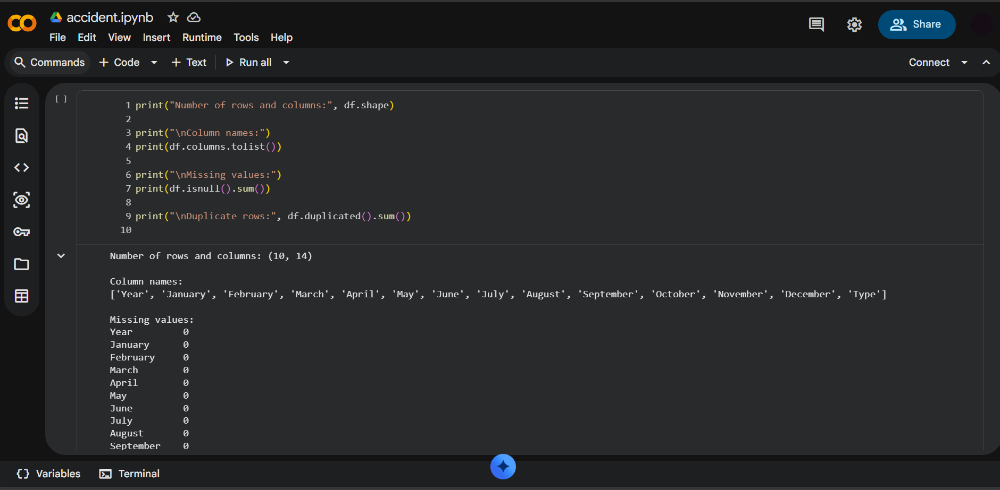 accident.ipynb
File Edit View Insert Runtime Tools Help
Share
Commands + Code + Text Run all
Connect
[ ]
1 print("Number of rows and columns:", df.shape)
2
3 print("\nColumn names:")
4 print(df.columns.tolist())
5
6 print("\nMissing values:")
7 print(df.isnull().sum())
8
9 print("\nDuplicate rows:", df.duplicated().sum())
10
Number of rows and columns: (10, 14)
Column names:
['Year', 'January', 'February', 'March', 'April', 'May', 'June', 'July', 'August', 'September', 'October', 'November', 'December', 'Type']
Missing values:
Year 0
January 0
February 0
March 0
April 0
May 0
June 0
July 0
August 0
September 0
Variables Terminal